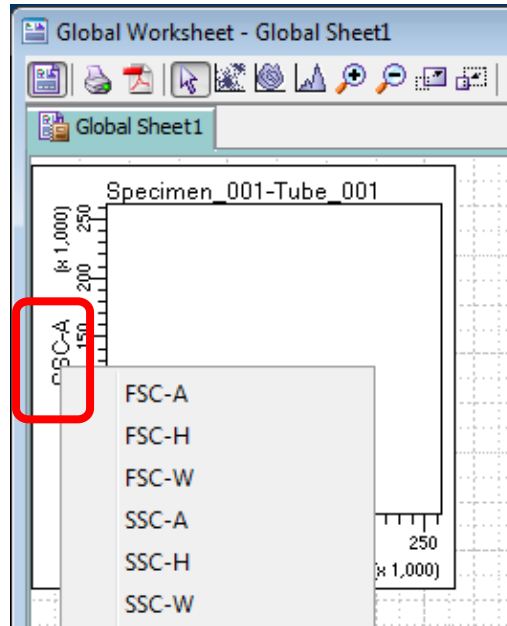 Global Worksheet - Global Sheet1
Global Sheet1
Specimen_001-Tube_001
(x 1,000)
250
200
150
SC-A
FSC-A
FSC-H
FSC-W
SSC-A
SSC-H
SSC-W
250
(x 1,000)